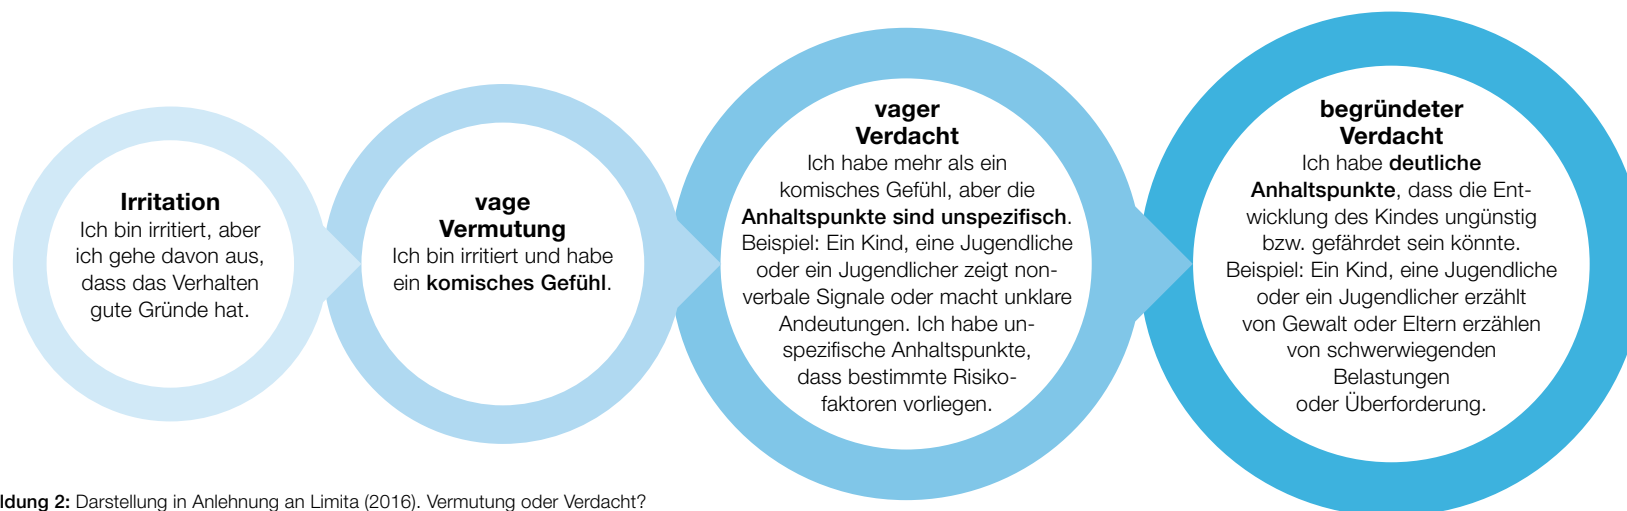 Irritation
Ich bin irritiert, aber
ich gehe davon aus,
dass das Verhalten
gute Gründe hat.
vage
Vermutung
Ich bin irritiert und habe
ein komisches Gefühl.
vager
Verdacht
Ich habe mehr als ein
komisches Gefühl, aber die
Anhaltspunkte sind unspezifisch.
Beispiel: Ein Kind, eine Jugendliche
oder ein Jugendlicher zeigt non-
verbale Signale oder macht unklare
Andeutungen. Ich habe un-
spezifische Anhaltspunkte,
dass bestimmte Risiko-
faktoren vorliegen.
begründeter
Verdacht
Ich habe deutliche
Anhaltspunkte, dass die Ent-
wicklung des Kindes ungünstig
bzw. gefährdet sein könnte.
Beispiel: Ein Kind, eine Jugendliche
oder ein Jugendlicher erzählt
von Gewalt oder Eltern erzählen
von schwerwiegenden
Belastungen
oder Überforderung.
ldung 2: Darstellung in Anlehnung an Limita (2016). Vermutung oder Verdacht?